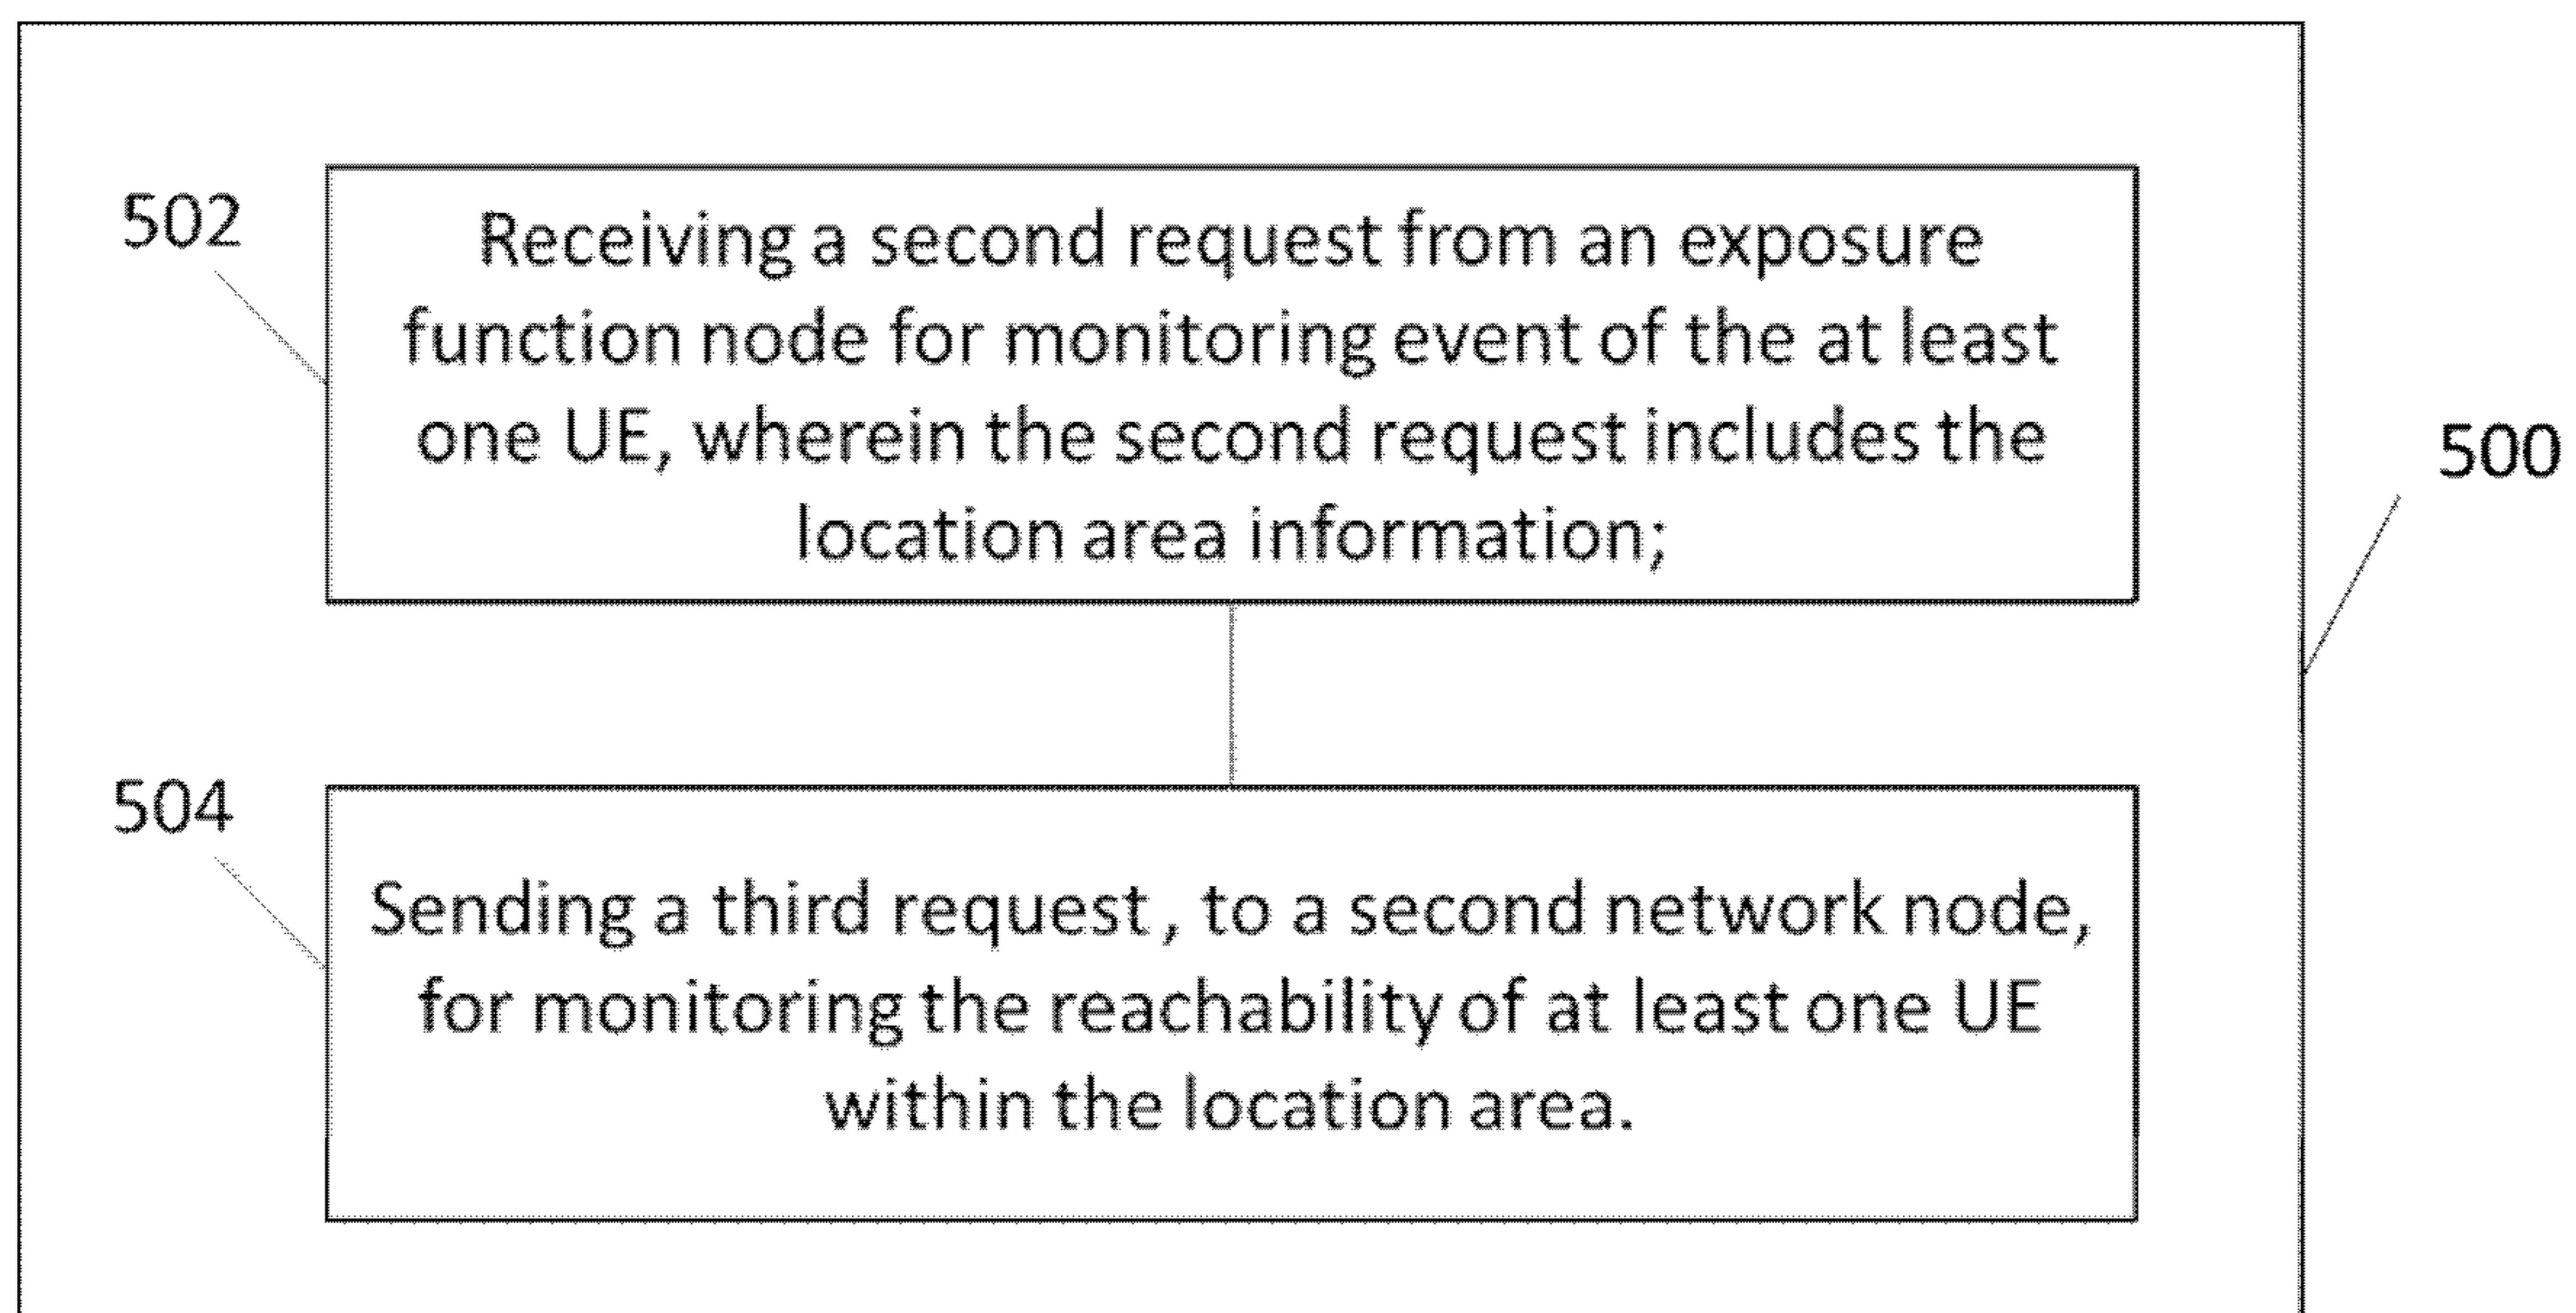 502
Receiving a second request from an exposure
function node for monitoring event of the at least
one UE, wherein the second request includes the
location area information;
500
504
Sending a third request, to a second network node,
for monitoring the reachability of at least one UE
within the location area.